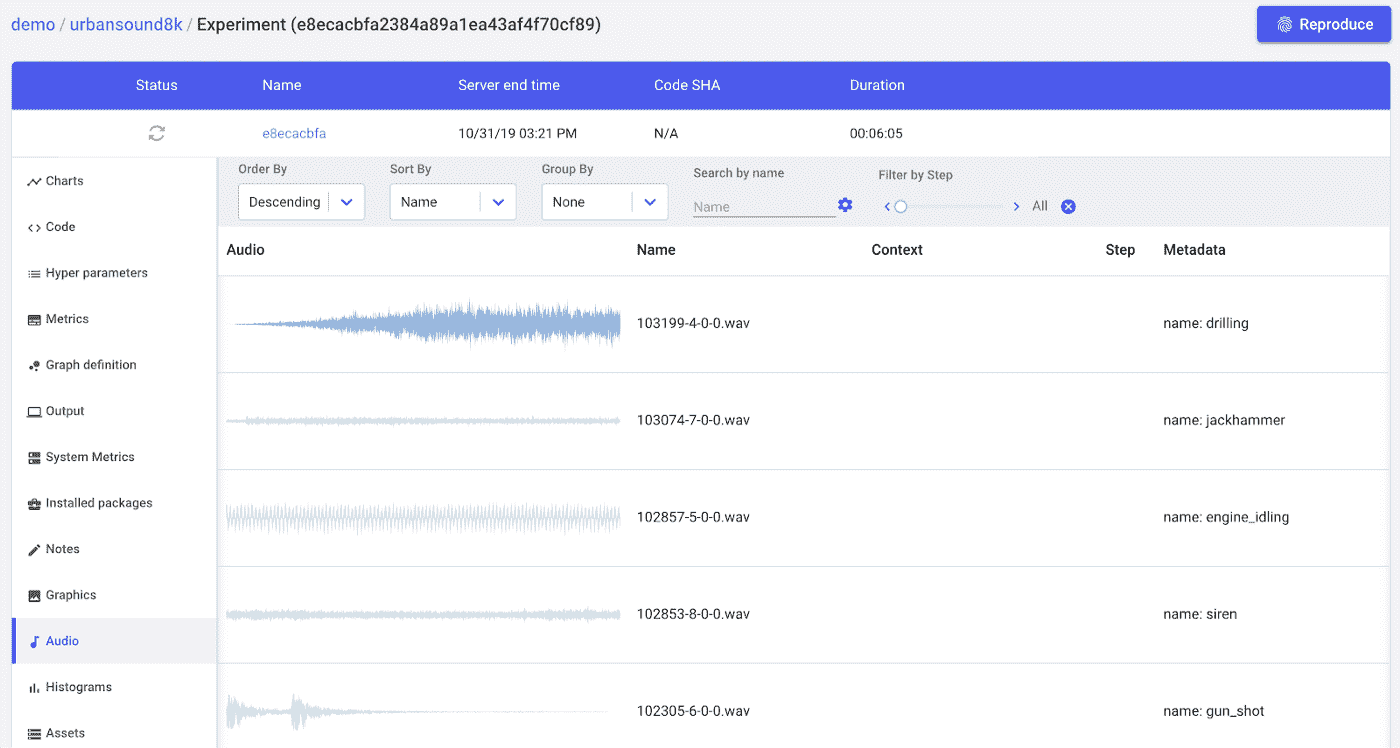 demo / urbansound8k / Experiment (e8ecacbfa2384a89a1ea43af4f70cf89)
Reproduce
Status Name Server end time Code SHA Duration
e8ecacbfa 10/31/19 03:21 PM N/A 00:06:05
Charts
Code
Hyper parameters
Metrics
Graph definition
Output
System Metrics
Installed packages
Notes
Graphics
Audio
Histograms
Assets
Order By Sort By Group By Search by name Filter by Step
Descending Name None Name All
Audio Name Context Step Metadata
103199-4-0-0.wav name: drilling
103074-7-0-0.wav name: jackhammer
102857-5-0-0.wav name: engine_idling
102853-8-0-0.wav name: siren
102305-6-0-0.wav name: gun_shot